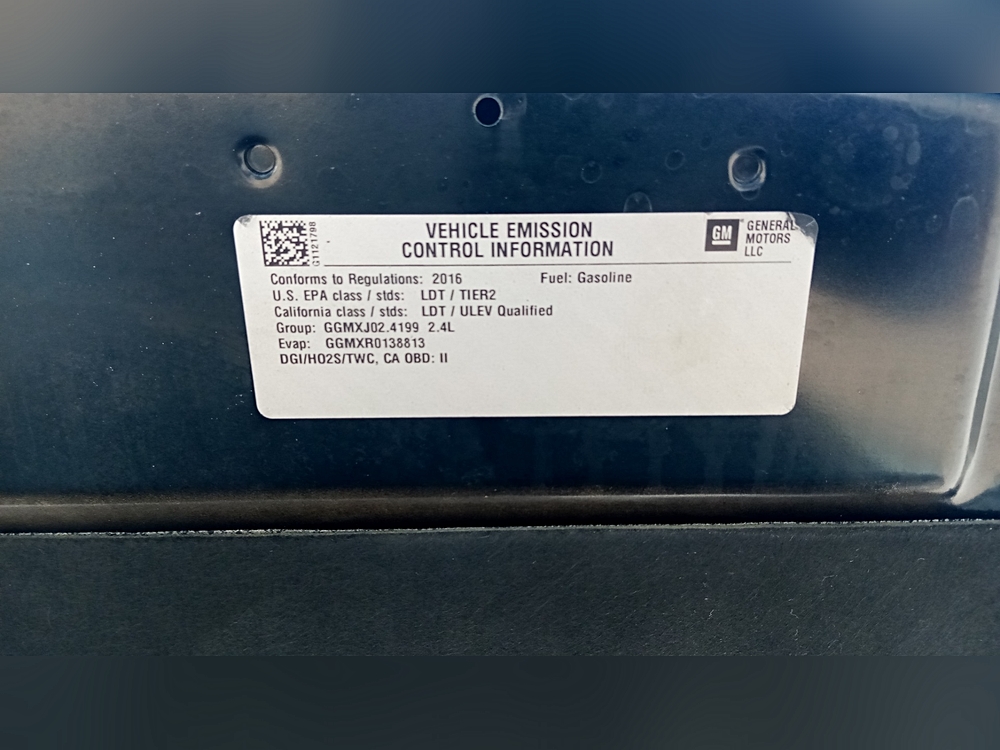 VEHICLE EMISSION
CONTROL INFORMATION
G1121798
GM
GENERAL
MOTORS
LLC
Conforms to Regulations: 2016 Fuel: Gasoline
U.S. EPA class / stds: LDT / TIER2
California class / stds: LDT / ULEV Qualified
Group: GGMXJ02.4199 2.4L
Evap: GGMXR0138813
DGI/HO2S/TWC, CA OBD: II